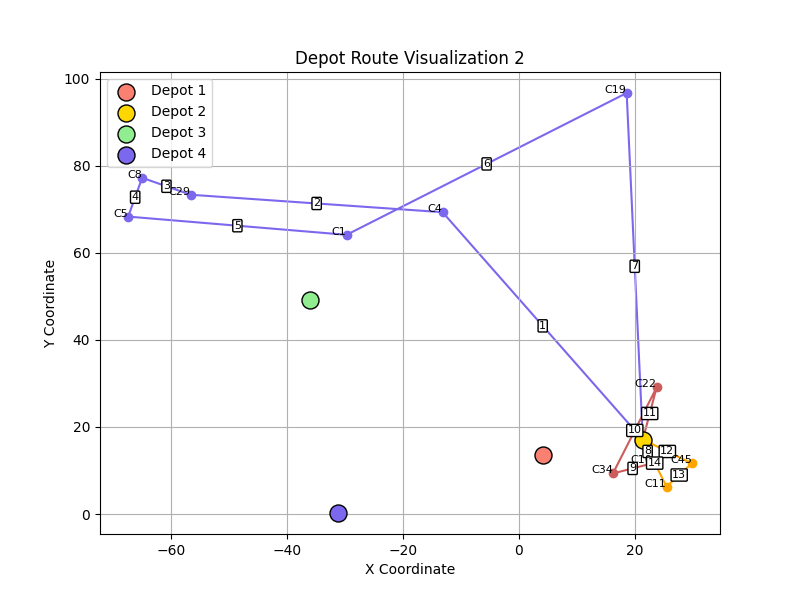 Depot Route Visualization 2
Depot 1
Depot 2
Depot 3
Depot 4
100
80
60
40
20
0
−60
−40
−20
0
20
X Coordinate
Y Coordinate
C19
C8
C29
C5
C4
C1
C22
C34
C45
C11
1
2
3
4
5
6
7
8
9
10
11
12
13
14